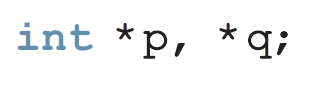 int *p, *q;